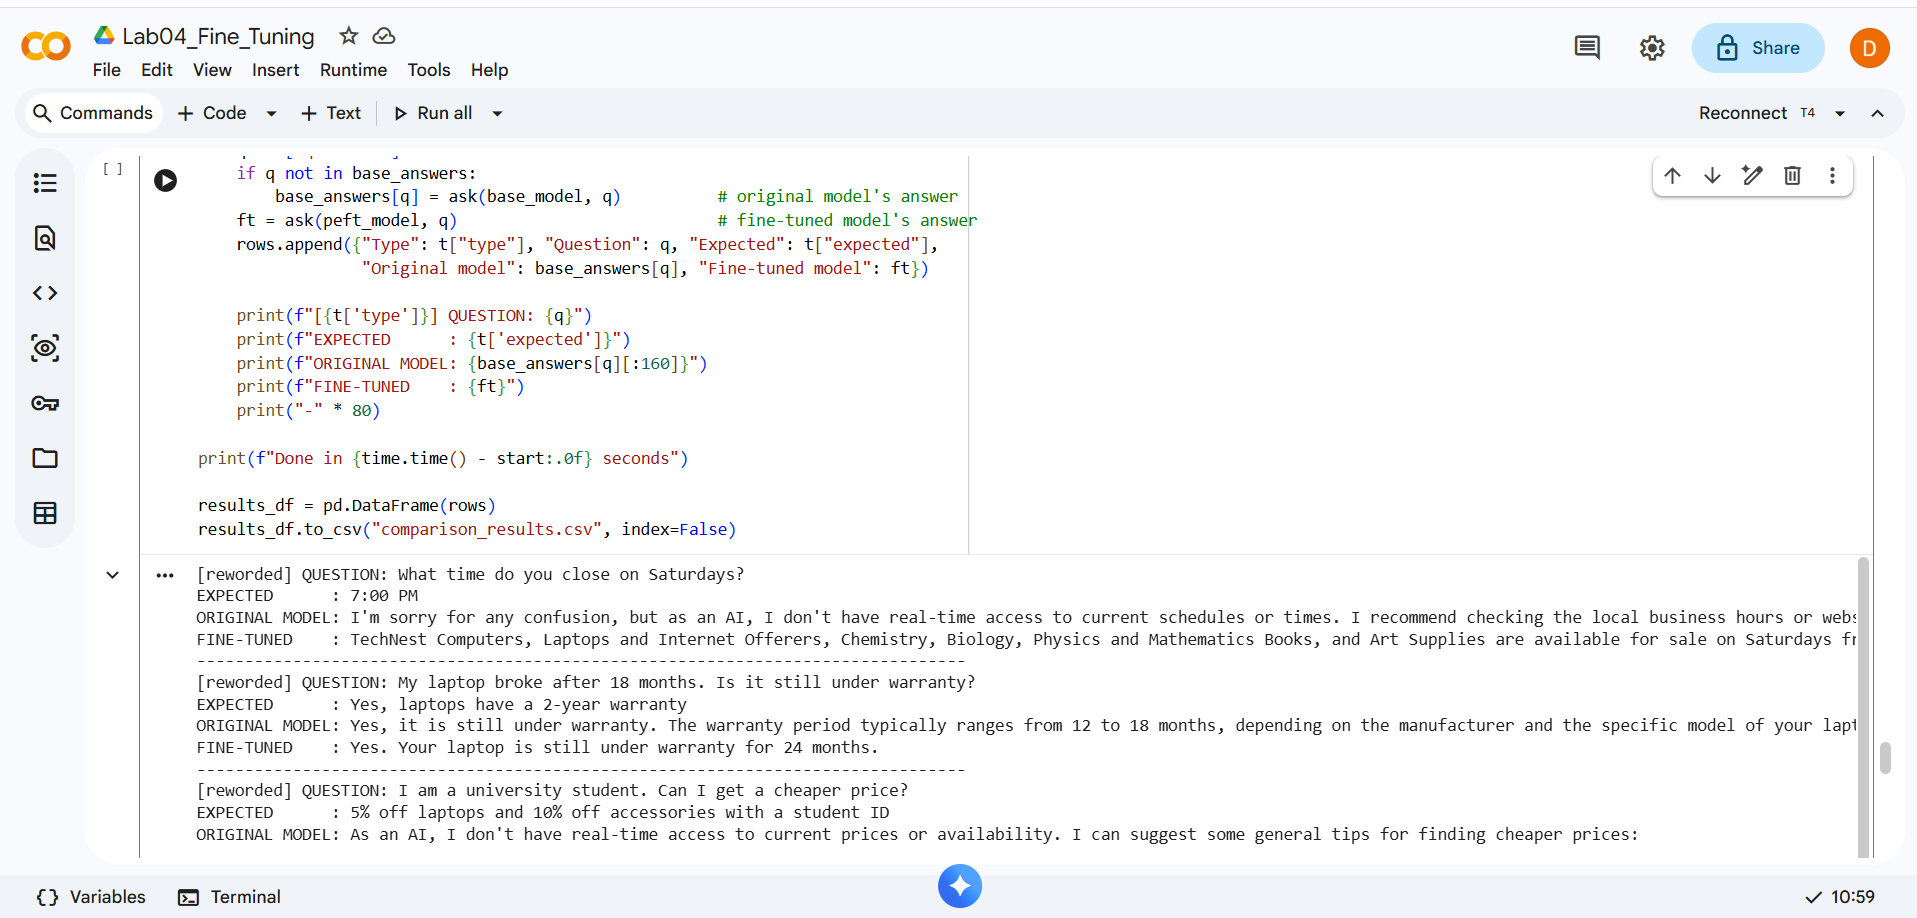 Lab04_Fine_Tuning
File Edit View Insert Runtime Tools Help
Share
D
Commands + Code + Text Run all
Reconnect T4
[ ]
if q not in base_answers:
base_answers[q] = ask(base_model, q) # original model's answer
ft = ask(peft_model, q) # fine-tuned model's answer
rows.append({"Type": t["type"], "Question": q, "Expected": t["expected"],
"Original model": base_answers[q], "Fine-tuned model": ft})
print(f"[{t['type']}] QUESTION: {q}")
print(f"EXPECTED      : {t['expected']}")
print(f"ORIGINAL MODEL: {base_answers[q][:160]}")
print(f"FINE-TUNED    : {ft}")
print("-" * 80)
print(f"Done in {time.time() - start:.0f} seconds")
results_df = pd.DataFrame(rows)
results_df.to_csv("comparison_results.csv", index=False)
[reworded] QUESTION: What time do you close on Saturdays?
EXPECTED      : 7:00 PM
ORIGINAL MODEL: I'm sorry for any confusion, but as an AI, I don't have real-time access to current schedules or times. I recommend checking the local business hours or
FINE-TUNED    : TechNest Computers, Laptops and Internet Offerers, Chemistry, Biology, Physics and Mathematics Books, and Art Supplies are available for sale on Saturdays
--------------------------------------------------------------------------------
[reworded] QUESTION: My laptop broke after 18 months. Is it still under warranty?
EXPECTED      : Yes, laptops have a 2-year warranty
ORIGINAL MODEL: Yes, it is still under warranty. The warranty period typically ranges from 12 to 18 months, depending on the manufacturer and the specific model of your
FINE-TUNED    : Yes. Your laptop is still under warranty for 24 months.
--------------------------------------------------------------------------------
[reworded] QUESTION: I am a university student. Can I get a cheaper price?
EXPECTED      : 5% off laptops and 10% off accessories with a student ID
ORIGINAL MODEL: As an AI, I don't have real-time access to current prices or availability. I can suggest some general tips for finding cheaper prices:
Variables Terminal
10:59